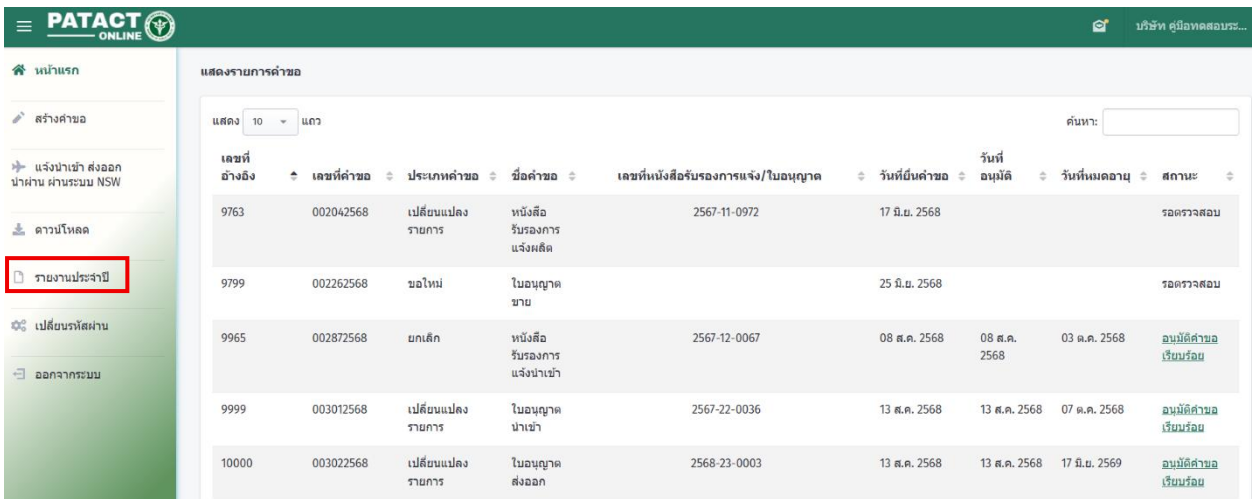 PATACT
ONLINE
บริษัท คู่มือทดสอบระ...
หน้าแรก
สร้างคำขอ
แจ้งนำเข้า ส่งออก
นำผ่าน ผ่านระบบ NSW
ดาวน์โหลด
รายงานประจำปี
เปลี่ยนรหัสผ่าน
ออกจากระบบ
แสดงรายการคำขอ
แสดง 10 แถว
ค้นหา:
เลขที่อ้างอิง เลขที่คำขอ ประเภทคำขอ ชื่อคำขอ เลขที่หนังสือรับรองการแจ้ง/ใบอนุญาต วันที่ยื่นคำขอ วันที่อนุมัติ วันที่หมดอายุ สถานะ
9763 002042568 เปลี่ยนแปลงรายการ หนังสือรับรองการแจ้งผลิต 2567-11-0972 17 มิ.ย. 2568 รอตรวจสอบ
9799 002262568 ขอใหม่ ใบอนุญาตขาย 25 มิ.ย. 2568 รอตรวจสอบ
9965 002872568 ยกเลิก หนังสือรับรองการแจ้งนำเข้า 2567-12-0067 08 ส.ค. 2568 08 ส.ค. 2568 03 ต.ค. 2568 อนุมัติคำขอเรียบร้อย
9999 003012568 เปลี่ยนแปลงรายการ ใบอนุญาตนำเข้า 2567-22-0036 13 ส.ค. 2568 13 ส.ค. 2568 07 ต.ค. 2568 อนุมัติคำขอเรียบร้อย
10000 003022568 เปลี่ยนแปลงรายการ ใบอนุญาตส่งออก 2568-23-0003 13 ส.ค. 2568 13 ส.ค. 2568 17 มิ.ย. 2569 อนุมัติคำขอเรียบร้อย